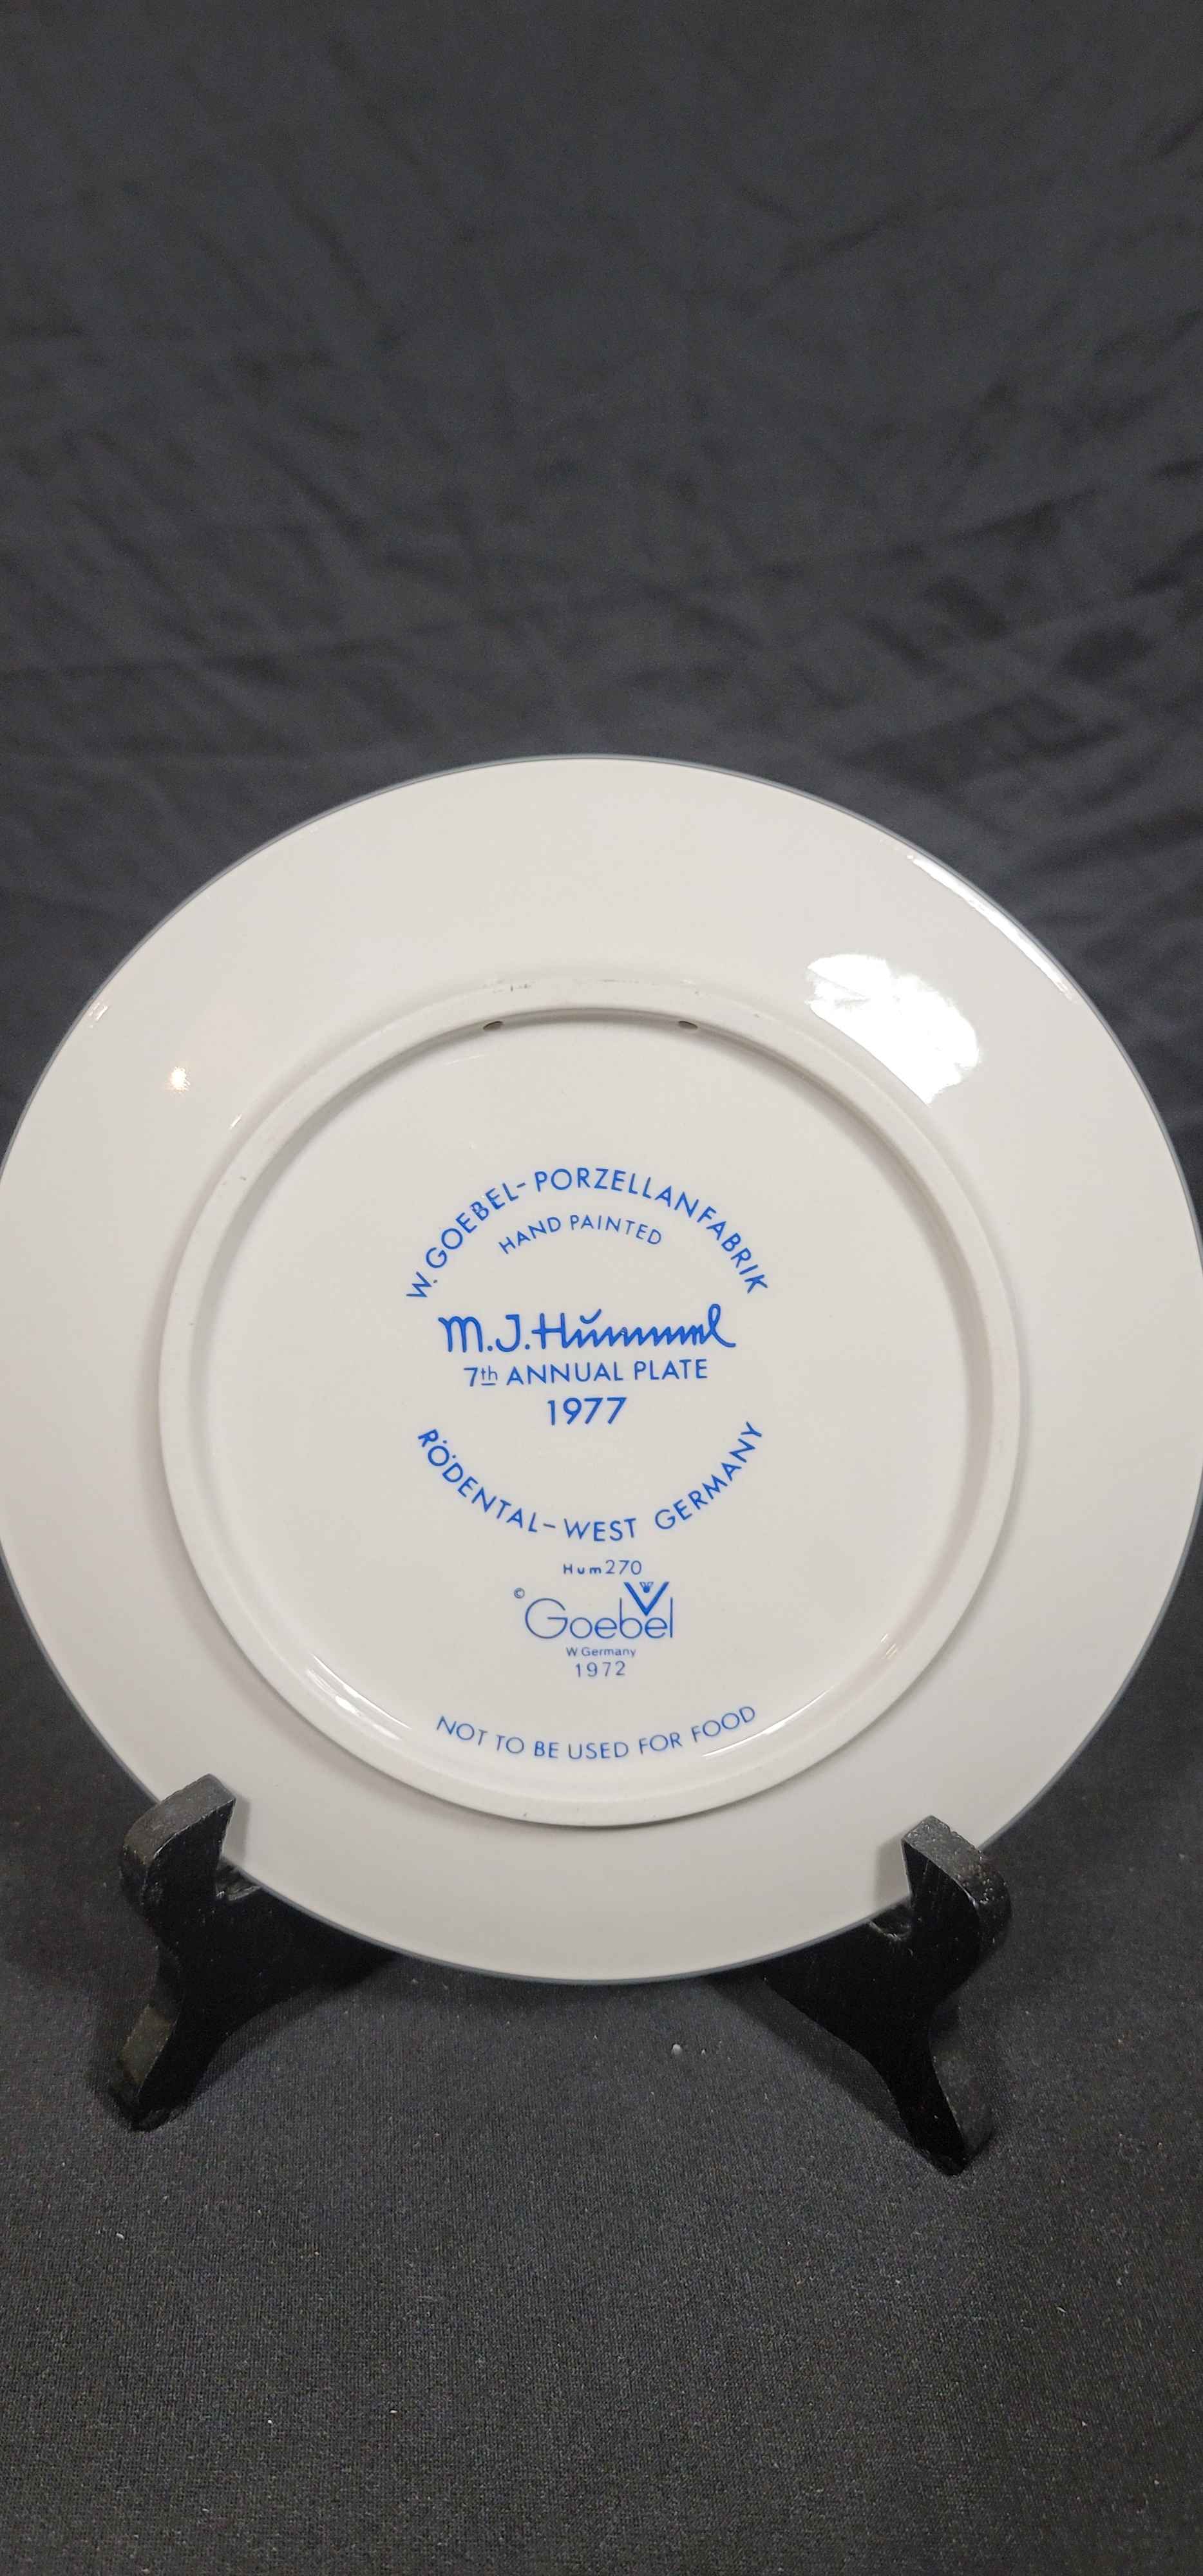 W. GOEBEL-PORZELLANFABRIK
HAND PAINTED
M.J.Hummel
7th ANNUAL PLATE
1977
RÖDENTAL-WEST GERMANY
Hum270
© Goebel
W Germany
1972
NOT TO BE USED FOR FOOD